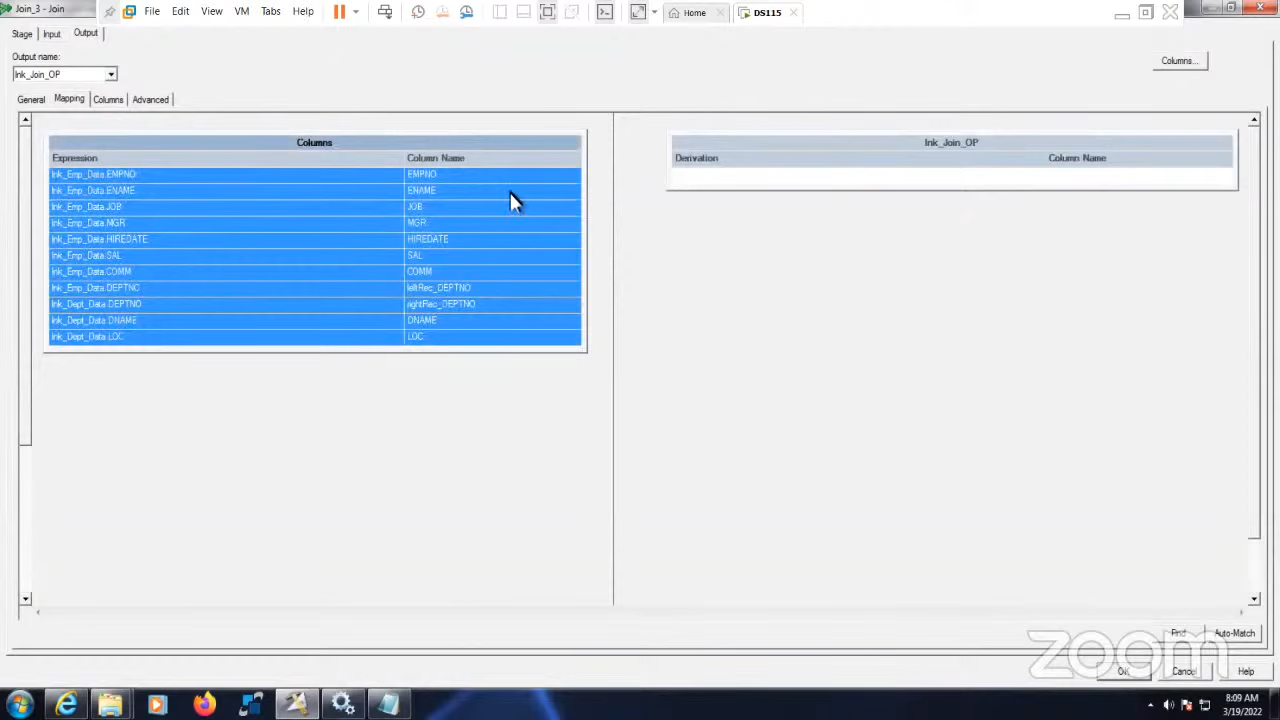 Join_3 - Join
File Edit View VM Tabs Help
Home
DS115
Stage Input Output
Output name:
lnk_Join_OP
Columns...
General Mapping Columns Advanced
Columns
Expression Column Name
lnk_Emp_Data.EMPNO EMPNO
lnk_Emp_Data.ENAME ENAME
lnk_Emp_Data.JOB JOB
lnk_Emp_Data.MGR MGR
lnk_Emp_Data.HIREDATE HIREDATE
lnk_Emp_Data.SAL SAL
lnk_Emp_Data.COMM COMM
lnk_Emp_Data.DEPTNO leftRec_DEPTNO
lnk_Dept_Data.DEPTNO rightRec_DEPTNO
lnk_Dept_Data.DNAME DNAME
lnk_Dept_Data.LOC LOC
lnk_Join_OP
Derivation Column Name
Find Auto-Match
OK Cancel Help
zoom
8:09 AM
3/19/2022